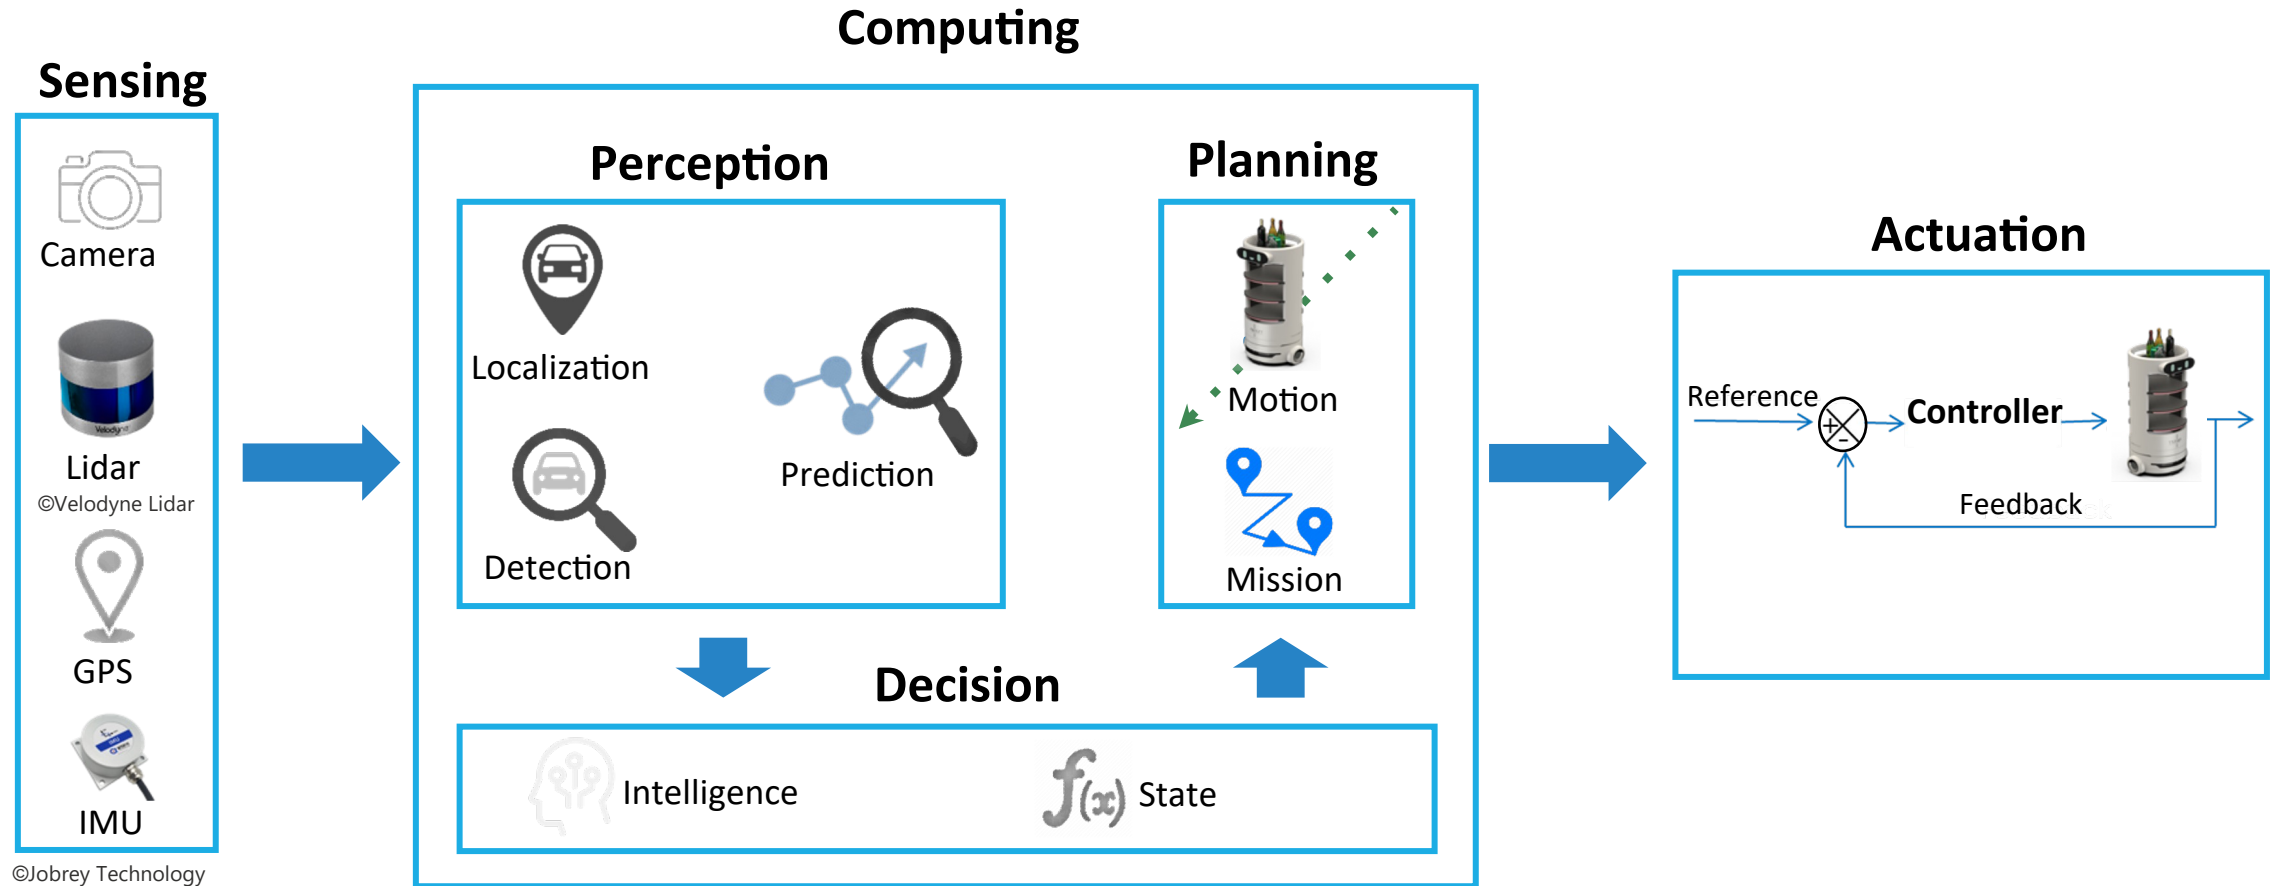 Computing
Sensing
Camera
Velodyne
Lidar
©Velodyne Lidar
GPS
IMU
©Jobrey Technology
Perception
Localization
Detection
Prediction
Planning
Motion
Mission
Decision
Intelligence
f(x) State
Actuation
Reference
+
-
Controller
Feedback